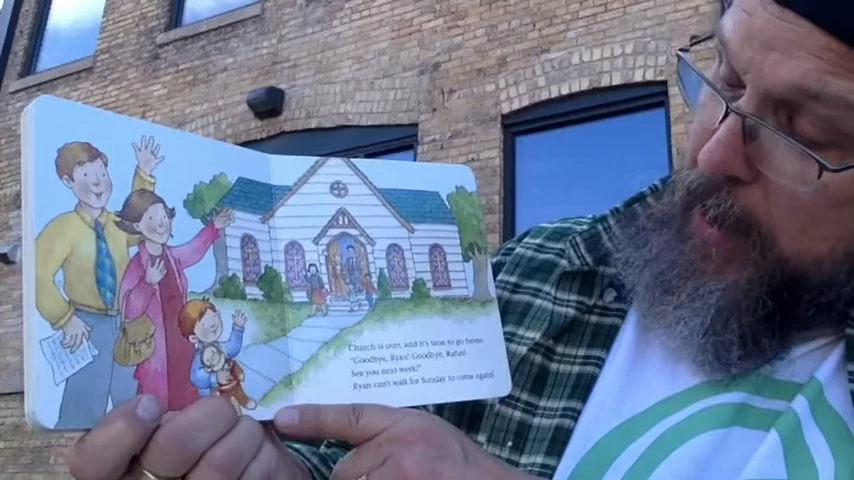 Church is over, and it's time to go home.
"Goodbye, Ryan! Goodbye, Rafael!
See you next week!"
Ryan can't wait for Sunday to come again!